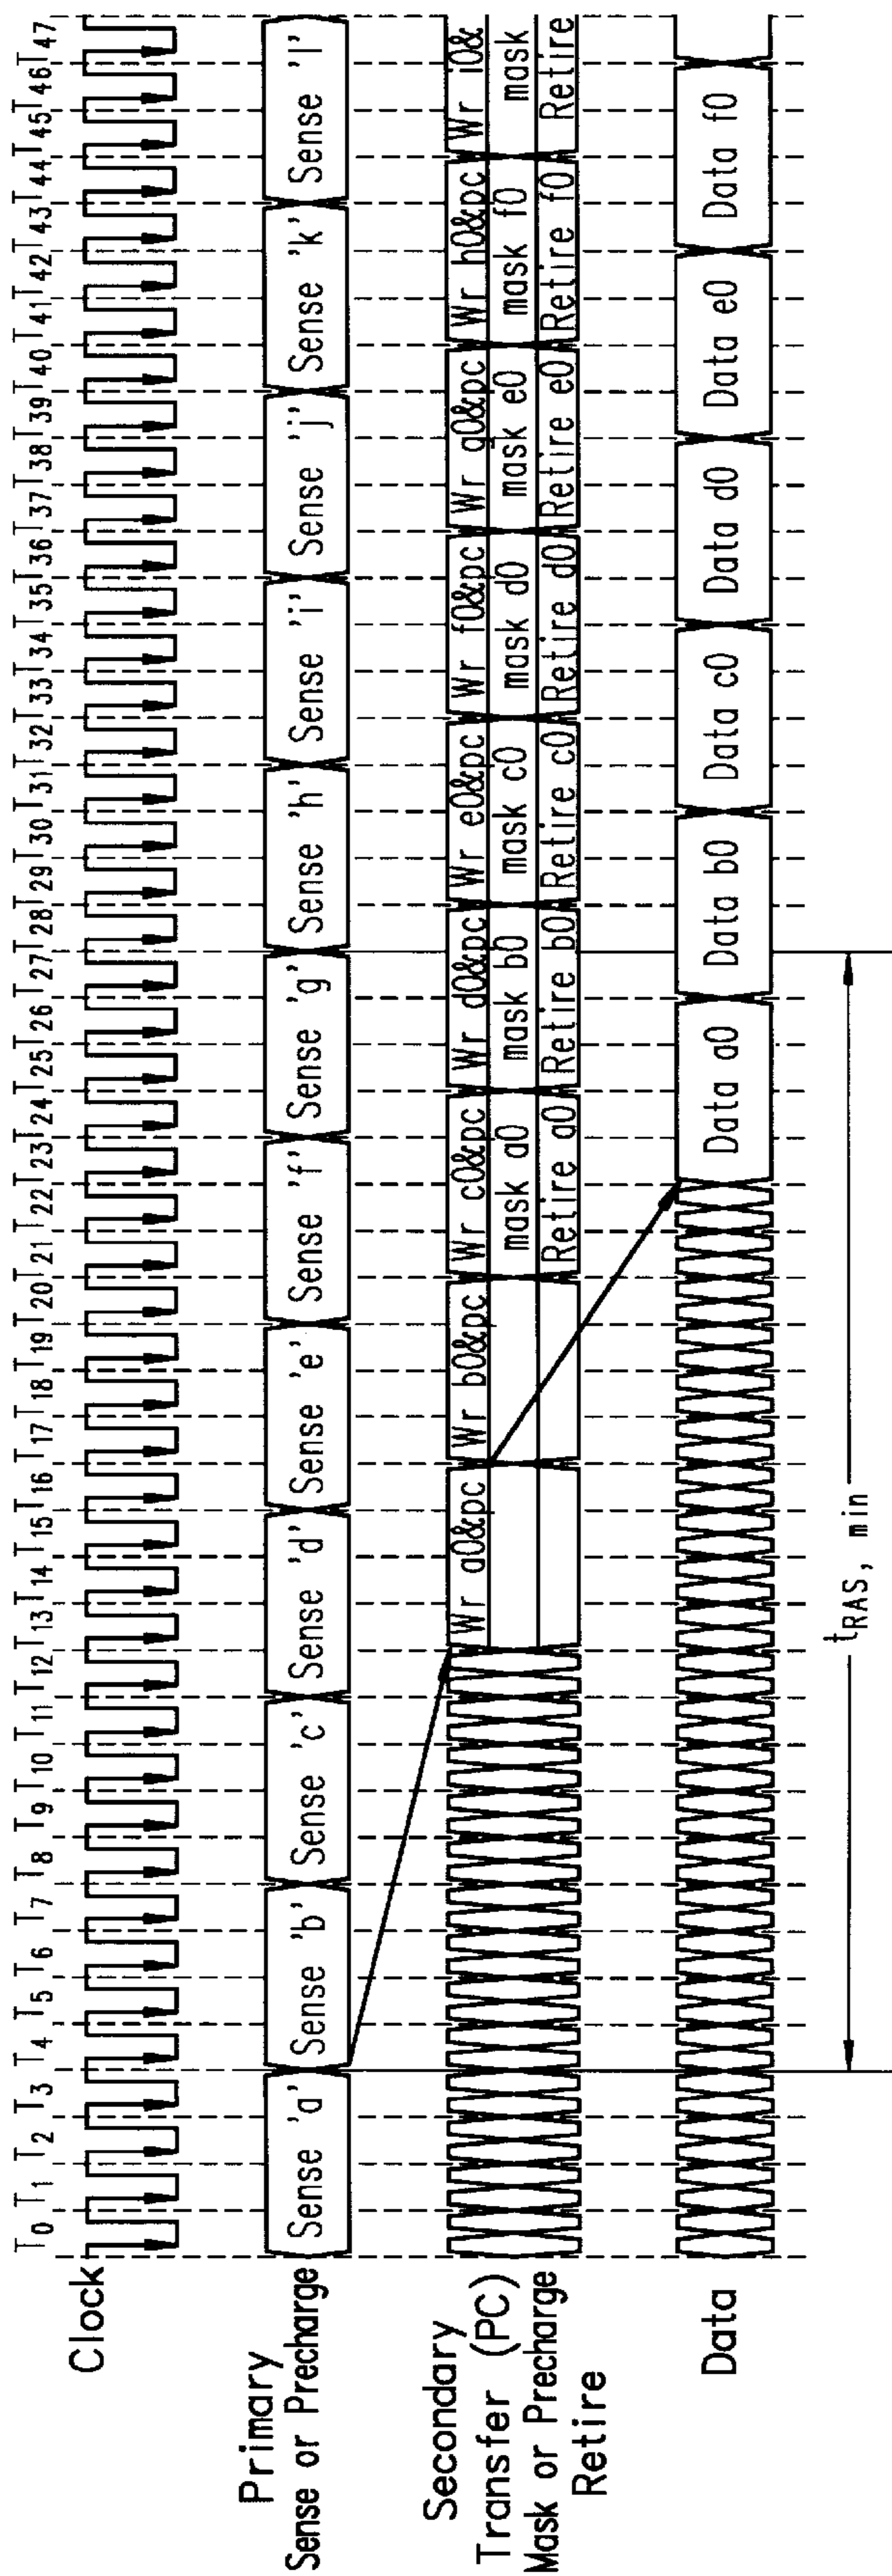 T0 T1 T2 T3 T4 T5 T6 T7 T8 T9 T10 T11 T12 T13 T14 T15 T16 T17 T18 T19 T20 T21 T22 T23 T24 T25 T26 T27 T28 T29 T30 T31 T32 T33 T34 T35 T36 T37 T38 T39 T40 T41 T42 T43 T44 T45 T46 T47
Clock
Primary
Sense or Precharge
Sense 'a' Sense 'b' Sense 'c' Sense 'd' Sense 'e' Sense 'f' Sense 'g' Sense 'h' Sense 'i' Sense 'j' Sense 'k' Sense 'l'
Secondary
Transfer (PC)
Mask or Precharge
Retire
Wr a0&pc Wr b0&pc Wr c0&pc Wr d0&pc Wr e0&pc Wr f0&pc Wr g0&pc Wr h0&pc Wr i0&
mask a0 mask b0 mask c0 mask d0 mask e0 mask f0 mask
Retire a0 Retire b0 Retire c0 Retire d0 Retire e0 Retire f0 Retire
Data
Data a0 Data b0 Data c0 Data d0 Data e0 Data f0
tRAS, min